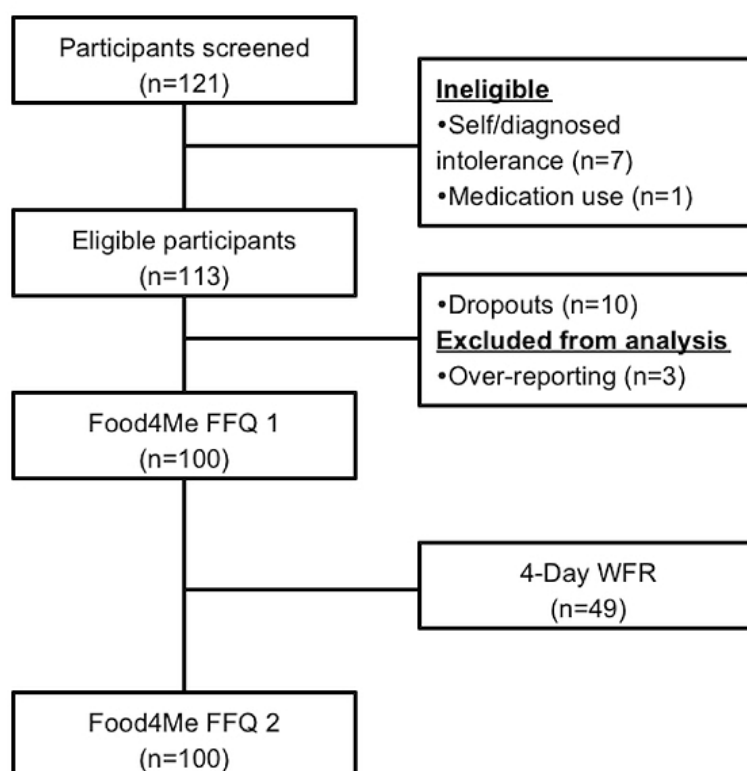 Participants screened
(n=121)
Ineligible
•Self/diagnosed
intolerance (n=7)
•Medication use (n=1)
Eligible participants
(n=113)
•Dropouts (n=10)
Excluded from analysis
•Over-reporting (n=3)
Food4Me FFQ 1
(n=100)
4-Day WFR
(n=49)
Food4Me FFQ 2
(n=100)